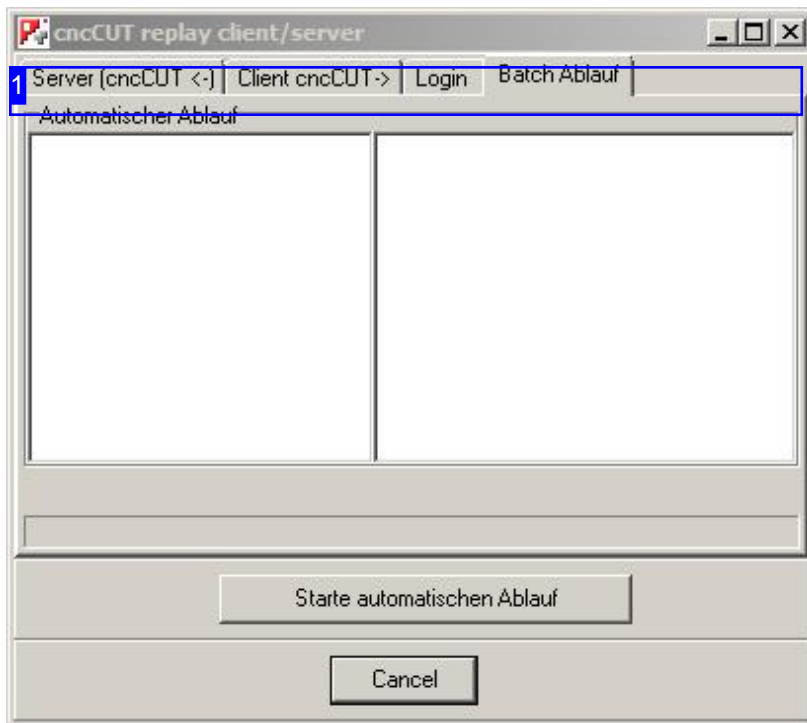 cncCUT replay client/server
Server (cncCUT <-) Client cncCUT-> Login Batch Ablauf
1
Automatischer Ablauf
Starte automatischen Ablauf
Cancel